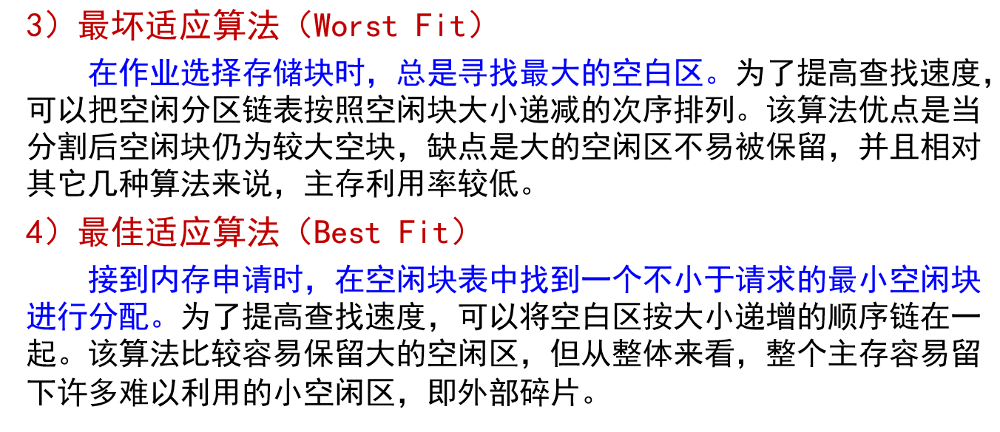 3）最坏适应算法（Worst Fit）
在作业选择存储块时，总是寻找最大的空白区。为了提高查找速度，
可以把空闲分区链表按照空闲块大小递减的次序排列。该算法优点是当
分割后空闲块仍为较大空块，缺点是大的空闲区不易被保留，并且相对
其它几种算法来说，主存利用率较低。
4）最佳适应算法（Best Fit）
接到内存申请时，在空闲块表中找到一个不小于请求的最小空闲块
进行分配。为了提高查找速度，可以将空白区按大小递增的顺序链在一
起。该算法比较容易保留大的空闲区，但从整体来看，整个主存容易留
下许多难以利用的小空闲区，即外部碎片。